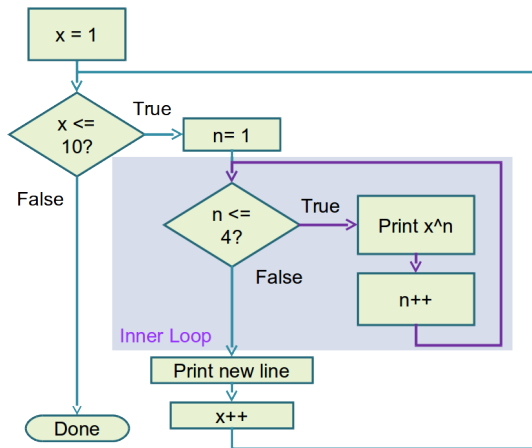 x = 1
x <=
10?
True
False
n= 1
n <=
4?
True
Print x^n
False
n++
Inner Loop
Print new line
x++
Done